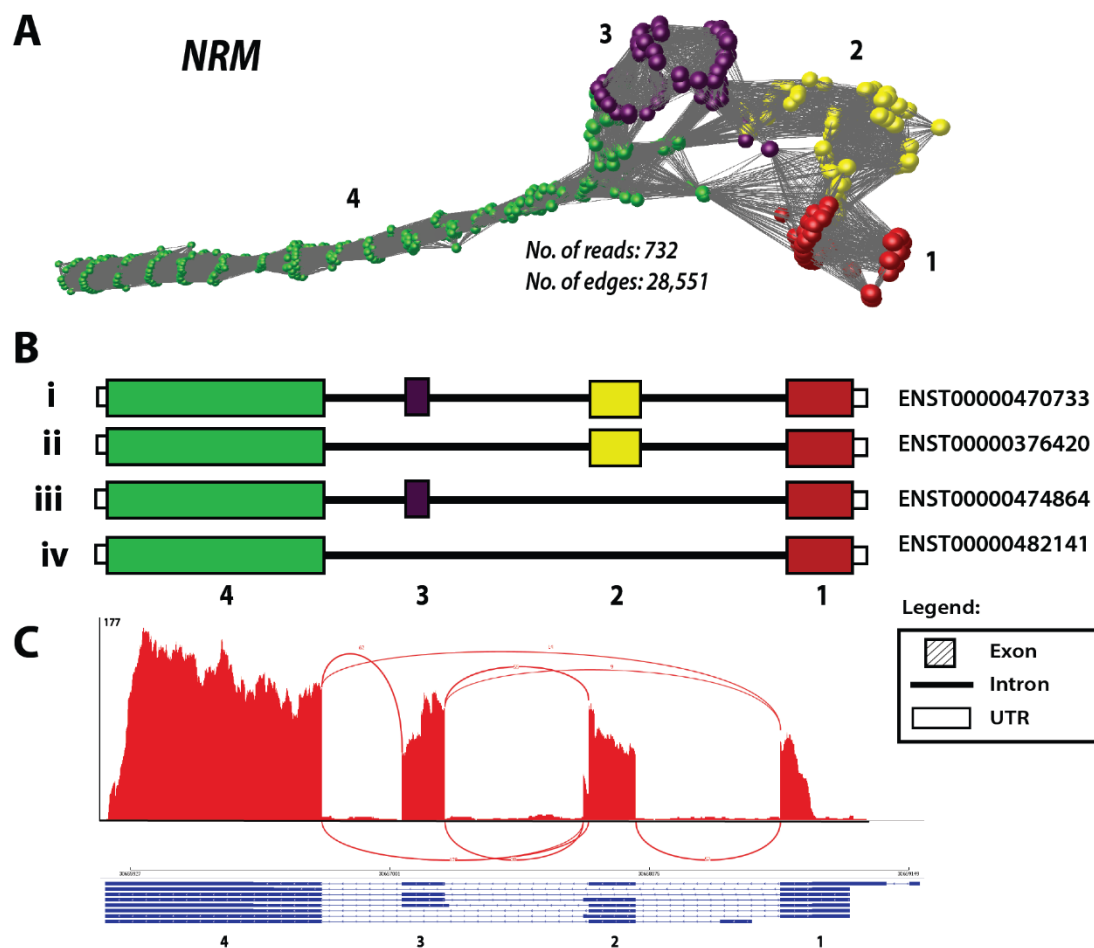 A
NRM
3
2
4
1
No. of reads: 732
No. of edges: 28,551
B
i
ENST00000470733
ii
ENST00000376420
iii
ENST00000474864
iv
ENST00000482141
4 3 2 1
Legend:
Exon
Intron
UTR
C
177
4 3 2 1